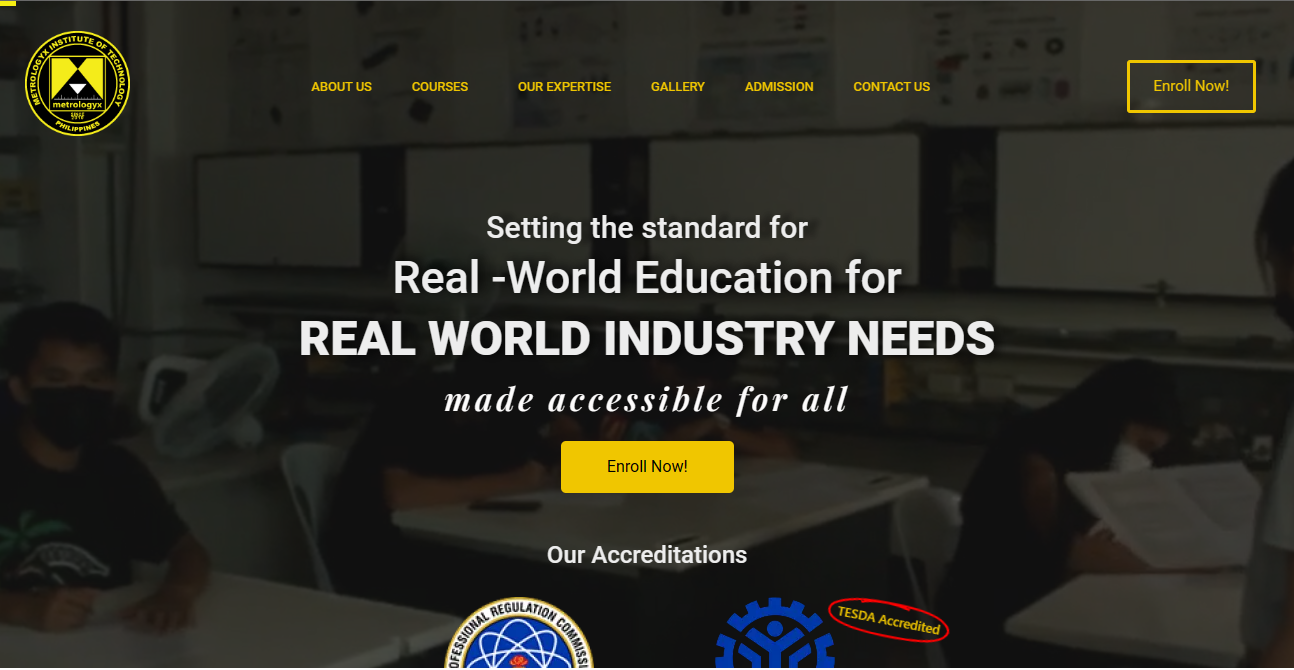 METROLOGYX INSTITUTE OF TECHNOLOGY
metrologyx
PHILIPPINES
ABOUT US
COURSES
OUR EXPERTISE
GALLERY
ADMISSION
CONTACT US
Enroll Now!
Setting the standard for
Real -World Education for
REAL WORLD INDUSTRY NEEDS
made accessible for all
Enroll Now!
Our Accreditations
REGULATION
TESDA Accredited